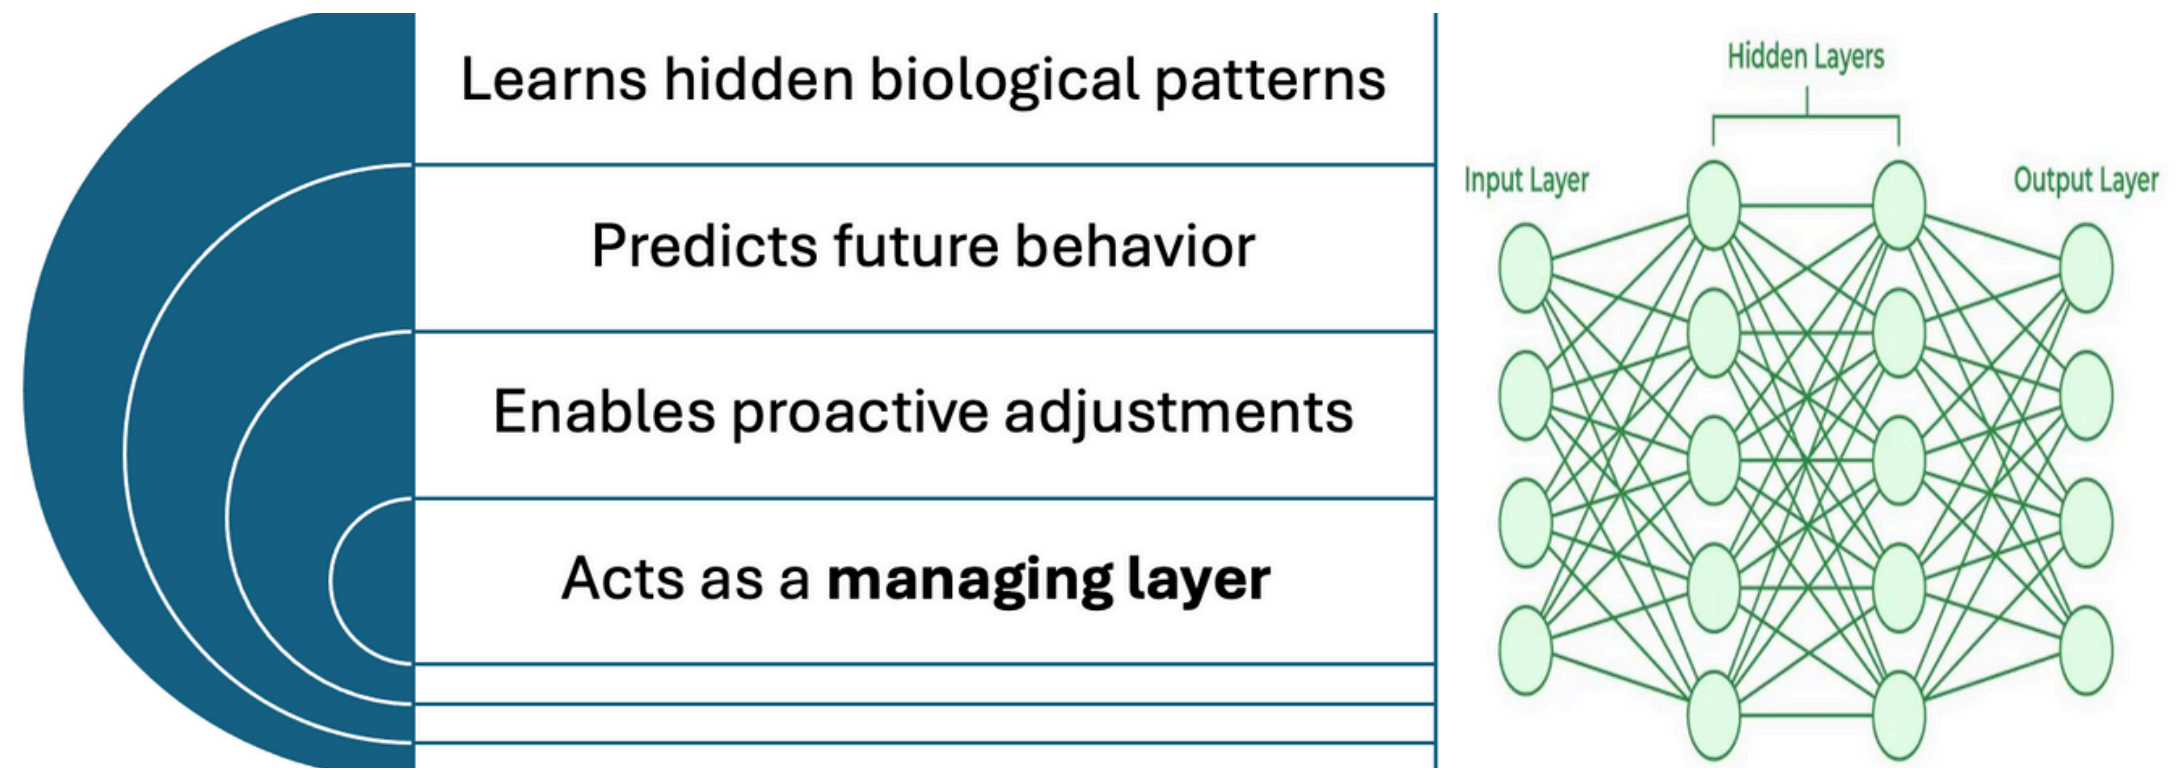 Learns hidden biological patterns
Predicts future behavior
Enables proactive adjustments
Acts as a managing layer
Hidden Layers
Input Layer
Output Layer